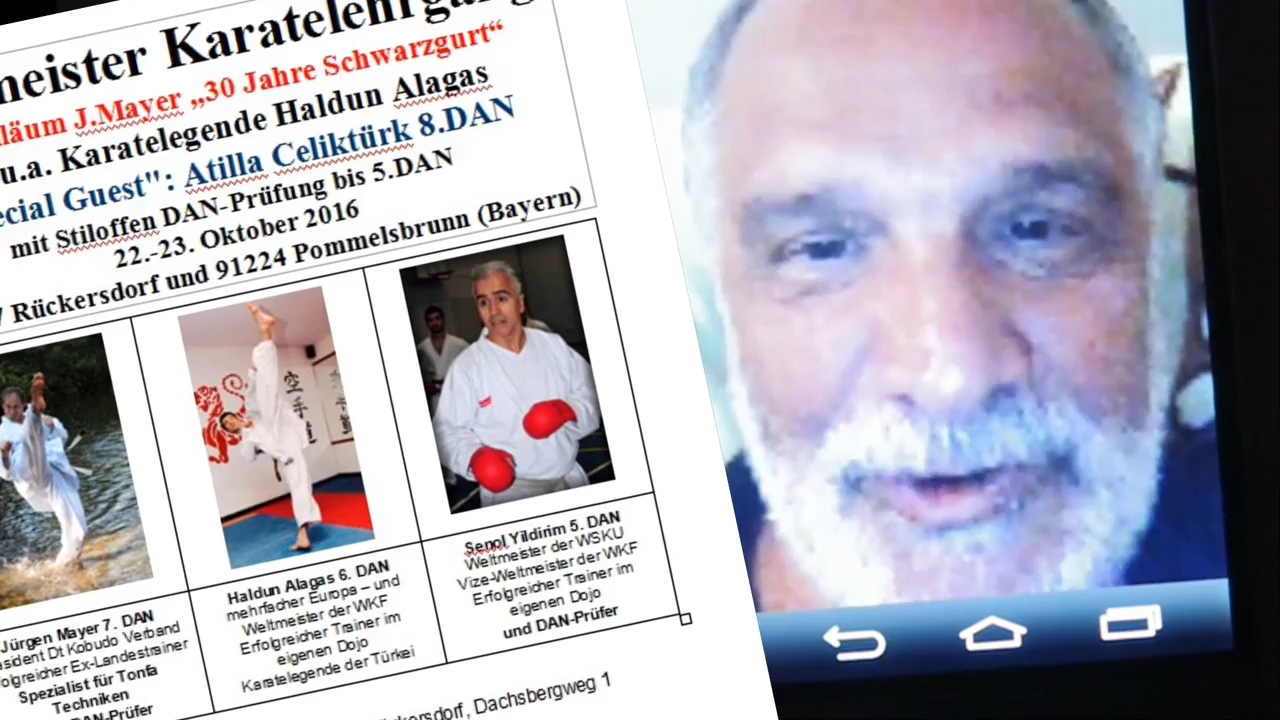 meister Karatelehrgang
läum J.Mayer „30 Jahre Schwarzgurt“
u.a. Karatelegende Haldun Alagas
ecial Guest": Atilla Celiktürk 8.DAN
mit Stiloffen DAN-Prüfung bis 5.DAN
22.-23. Oktober 2016
7 Rückersdorf und 91224 Pommelsbrunn (Bayern)
空
手
Jürgen Mayer 7. DAN
sident Dt Kobudo Verband
olgreicher Ex-Landestrainer
Spezialist für Tonfa
Techniken
DAN-Prüfer
Haldun Alagas 6. DAN
mehrfacher Europa – und
Weltmeister der WKF
Erfolgreicher Trainer im
eigenen Dojo
Karatelegende der Türkei
Senol Yildirim 5. DAN
Weltmeister der WSKU
Vize-Weltmeister der WKF
Erfolgreicher Trainer im
eigenen Dojo
und DAN-Prüfer
ückersdorf, Dachsbergweg 1